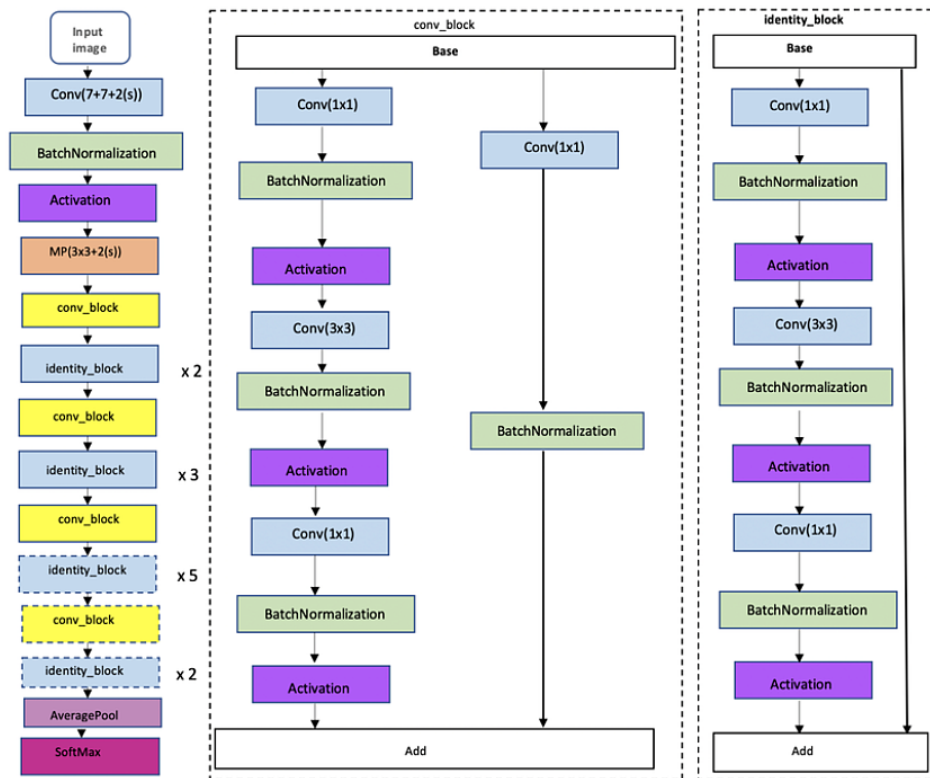 Input
image
Conv(7+7+2(s))
BatchNormalization
Activation
MP(3x3+2(s))
conv_block
identity_block
x 2
conv_block
identity_block
x 3
conv_block
identity_block
x 5
conv_block
identity_block
x 2
AveragePool
SoftMax
conv_block
Base
Conv(1x1)
BatchNormalization
Activation
Conv(3x3)
BatchNormalization
Activation
Conv(1x1)
BatchNormalization
Activation
Conv(1x1)
BatchNormalization
Add
identity_block
Base
Conv(1x1)
BatchNormalization
Activation
Conv(3x3)
BatchNormalization
Activation
Conv(1x1)
BatchNormalization
Activation
Add